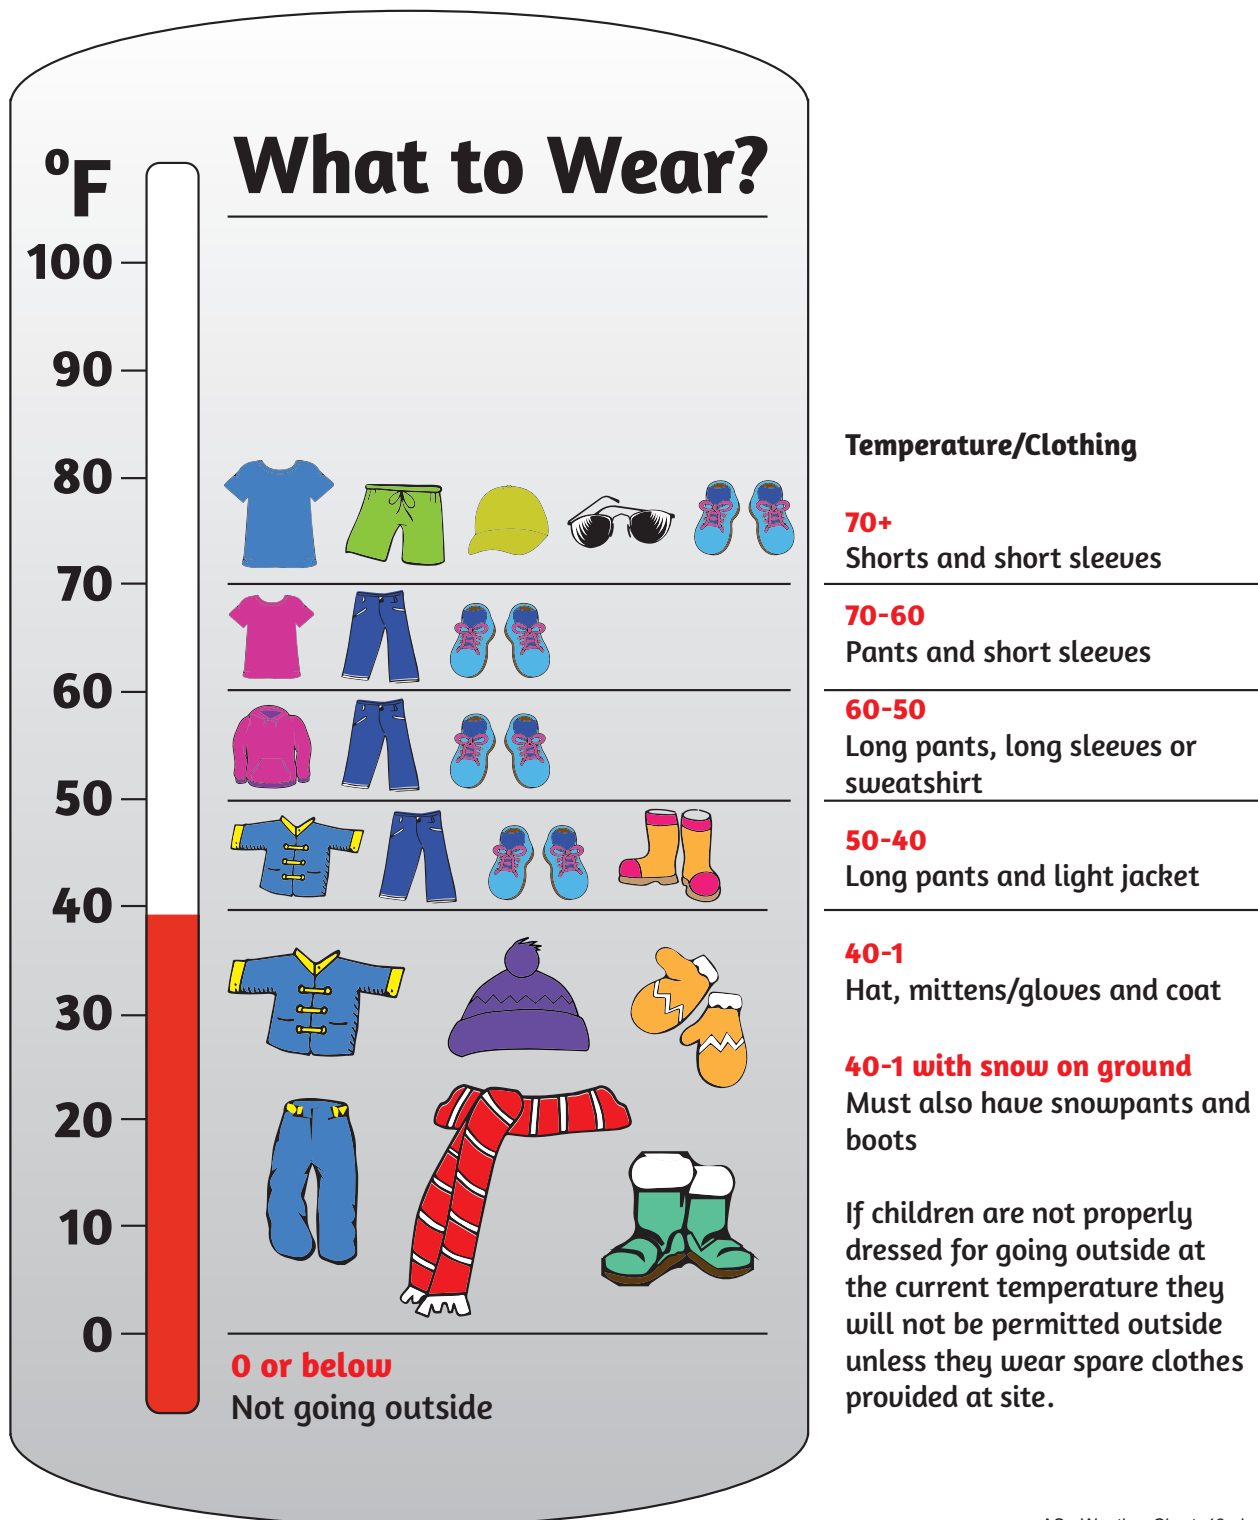 What to Wear?
°F
100
90
80
70
60
50
40
30
20
10
0
0 or below
Not going outside
Temperature/Clothing
70+
Shorts and short sleeves
70-60
Pants and short sleeves
60-50
Long pants, long sleeves or
sweatshirt
50-40
Long pants and light jacket
40-1
Hat, mittens/gloves and coat
40-1 with snow on ground
Must also have snowpants and
boots
If children are not properly
dressed for going outside at
the current temperature they
will not be permitted outside
unless they wear spare clothes
provided at site.